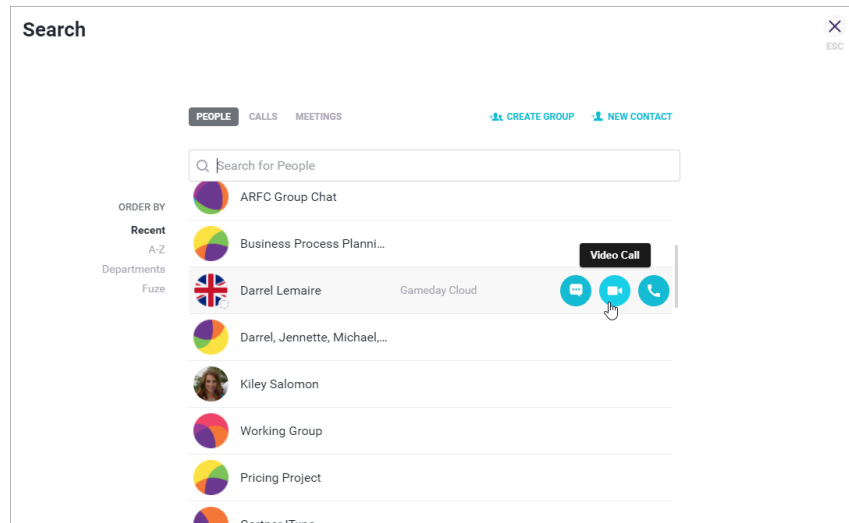 Search
ESC
PEOPLE CALLS MEETINGS CREATE GROUP NEW CONTACT
Search for People
ORDER BY
Recent
A-Z
Departments
Fuze
ARFC Group Chat
Business Process Planni...
Video Call
Darrel Lemaire Gameday Cloud
Darrel, Jennette, Michael,...
Kiley Salomon
Working Group
Pricing Project